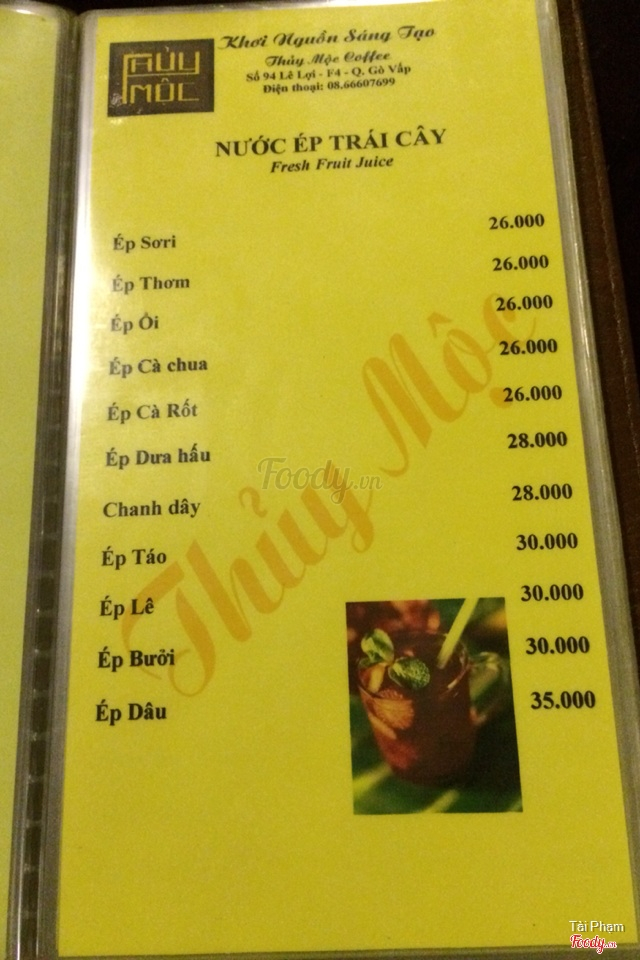 THỦY
MỘC
Khơi Nguồn Sáng Tạo
Thủy Mộc Coffee
Số 94 Lê Lợi - F4 - Q. Gò Vấp
Điện thoại: 08.66607699
NƯỚC ÉP TRÁI CÂY
Fresh Fruit Juice
Ép Sơri 26.000
Ép Thơm 26.000
Ép Ổi 26.000
Ép Cà chua 26.000
Ép Cà Rốt 26.000
Ép Dưa hấu 28.000
Chanh dây 28.000
Ép Táo 30.000
Ép Lê 30.000
Ép Bưởi 30.000
Ép Dâu 35.000
Thủy Mộc
Foody.vn
Tài Phạm
Foody.vn